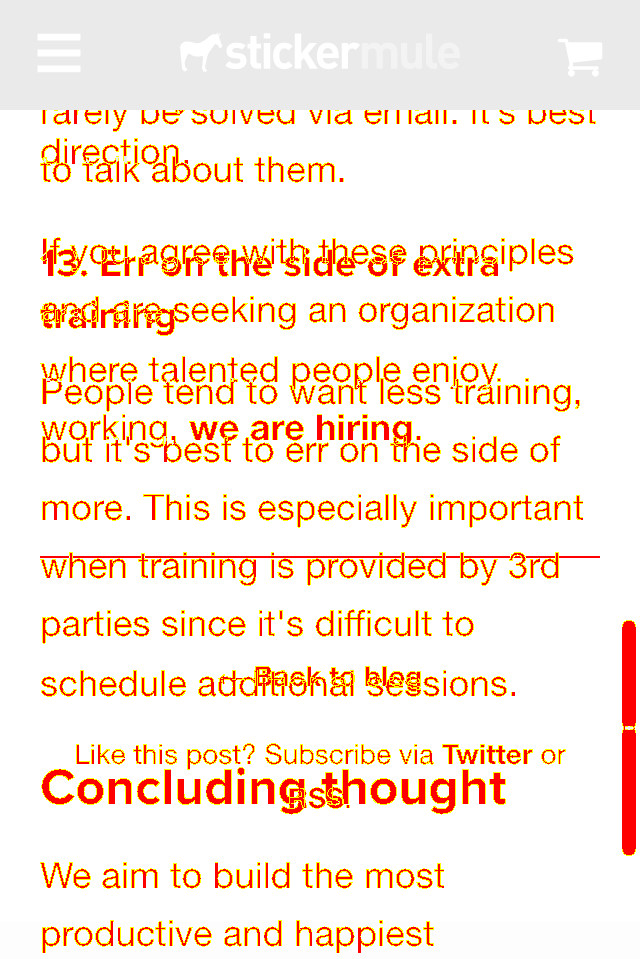 stickermule
rarely be solved via email. It's best
direction.
to talk about them.
If you agree with these principles
13. Err on the side of extra
and are seeking an organization
training
where talented people enjoy
People tend to want less training,
working, we are hiring.
but it's best to err on the side of
more. This is especially important
when training is provided by 3rd
parties since it's difficult to
← Back to blog
schedule additional sessions.
Like this post? Subscribe via Twitter or
Concluding thought
RSS.
We aim to build the most
productive and happiest